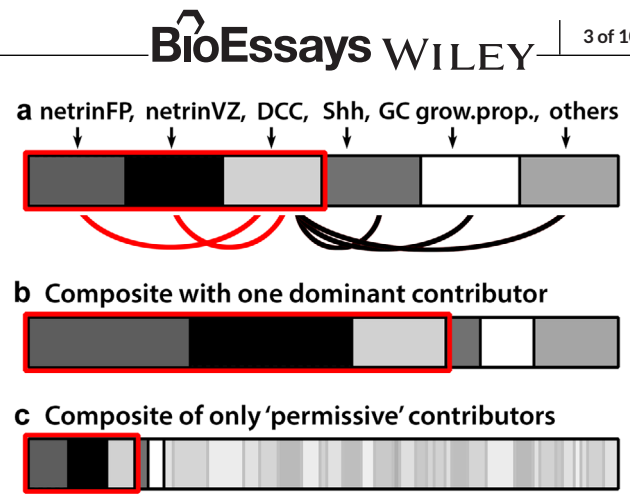 BioEssays WILEY 3 of 10
a netrinFP, netrinVZ, DCC, Shh, GC grow.prop., others
b Composite with one dominant contributor
c Composite of only 'permissive' contributors